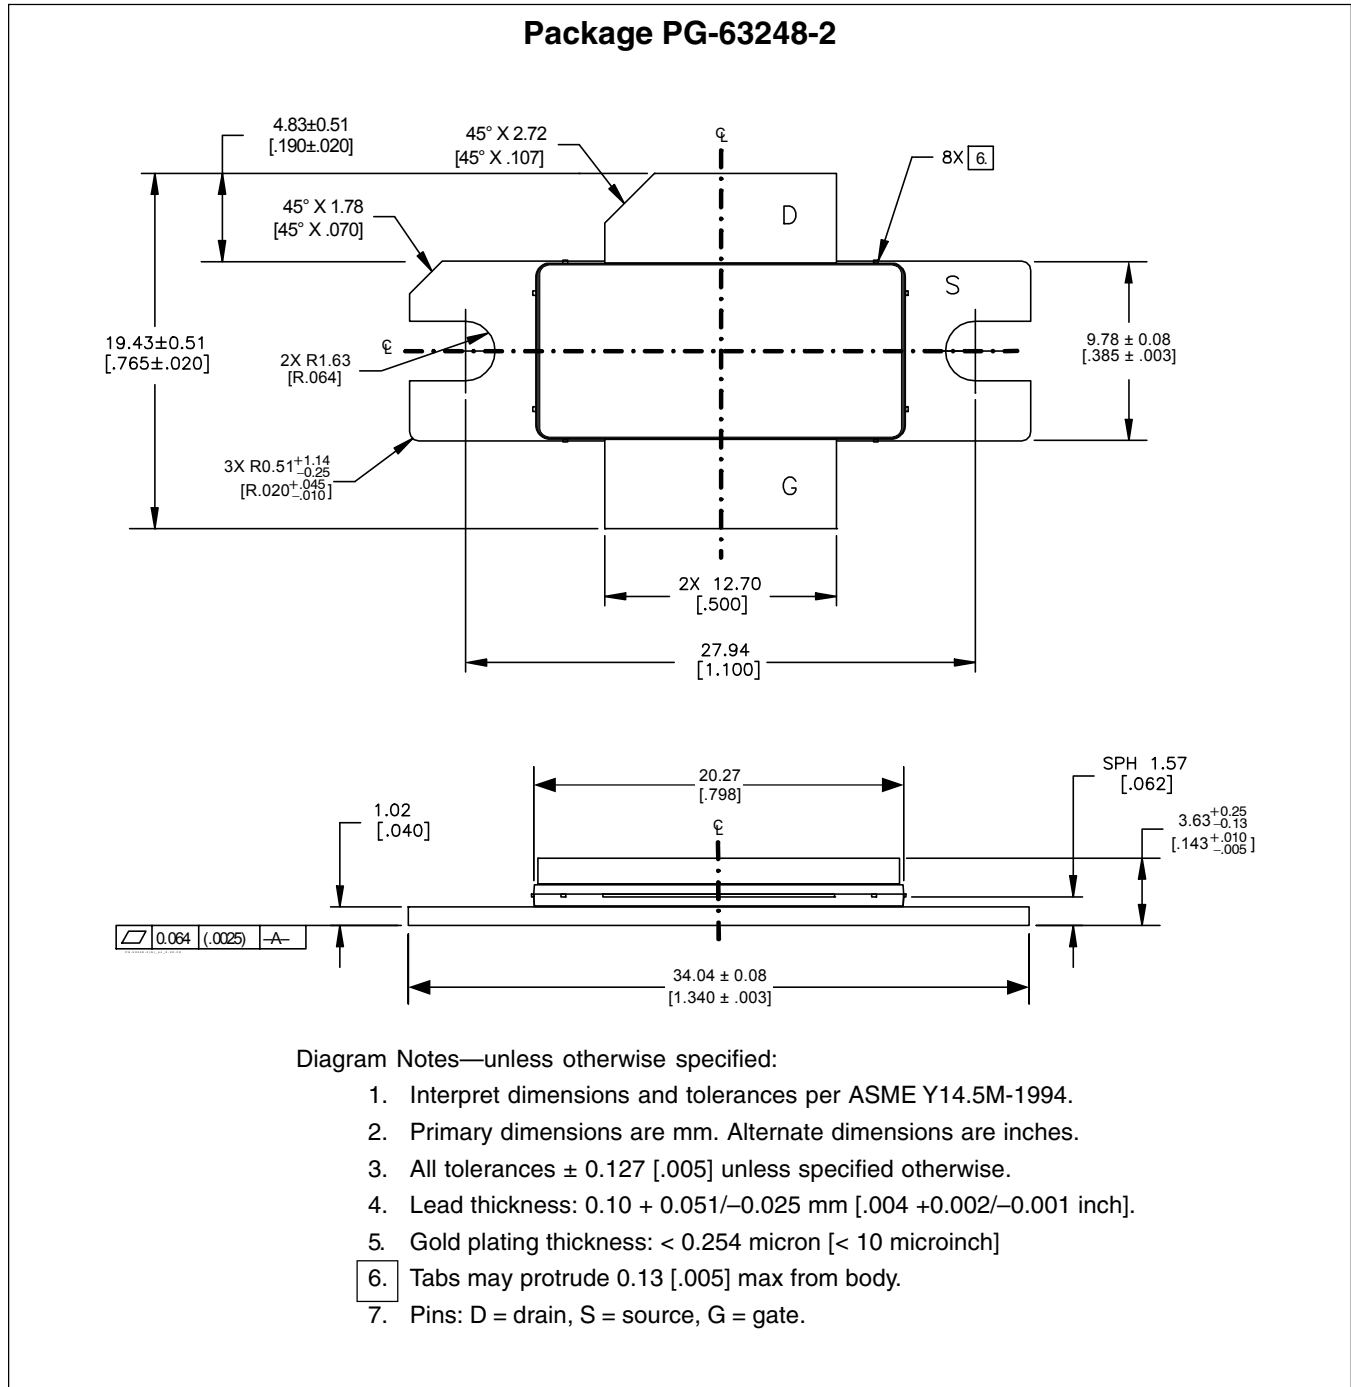 Package PG-63248-2
4.83±0.51
[.190±.020]
45° X 2.72
[45° X .107]
℄
8X 6.
45° X 1.78
[45° X .070]
D
S
19.43±0.51
[.765±.020]
℄
2X R1.63
[R.064]
9.78 ± 0.08
[.385 ± .003]
3X R0.51+1.14 −0.25
[R.020+.045 −.010]
G
2X 12.70
[.500]
27.94
[1.100]
20.27
[.798]
SPH 1.57
[.062]
1.02
[.040]
℄
3.63+0.25 −0.13
[.143+.010 −.005]
0.064 (.0025) -A-
34.04 ± 0.08
[1.340 ± .003]
Diagram Notes—unless otherwise specified:
1. Interpret dimensions and tolerances per ASME Y14.5M-1994.
2. Primary dimensions are mm. Alternate dimensions are inches.
3. All tolerances ± 0.127 [.005] unless specified otherwise.
4. Lead thickness: 0.10 + 0.051/–0.025 mm [.004 +0.002/–0.001 inch].
5. Gold plating thickness: < 0.254 micron [< 10 microinch]
6. Tabs may protrude 0.13 [.005] max from body.
7. Pins: D = drain, S = source, G = gate.